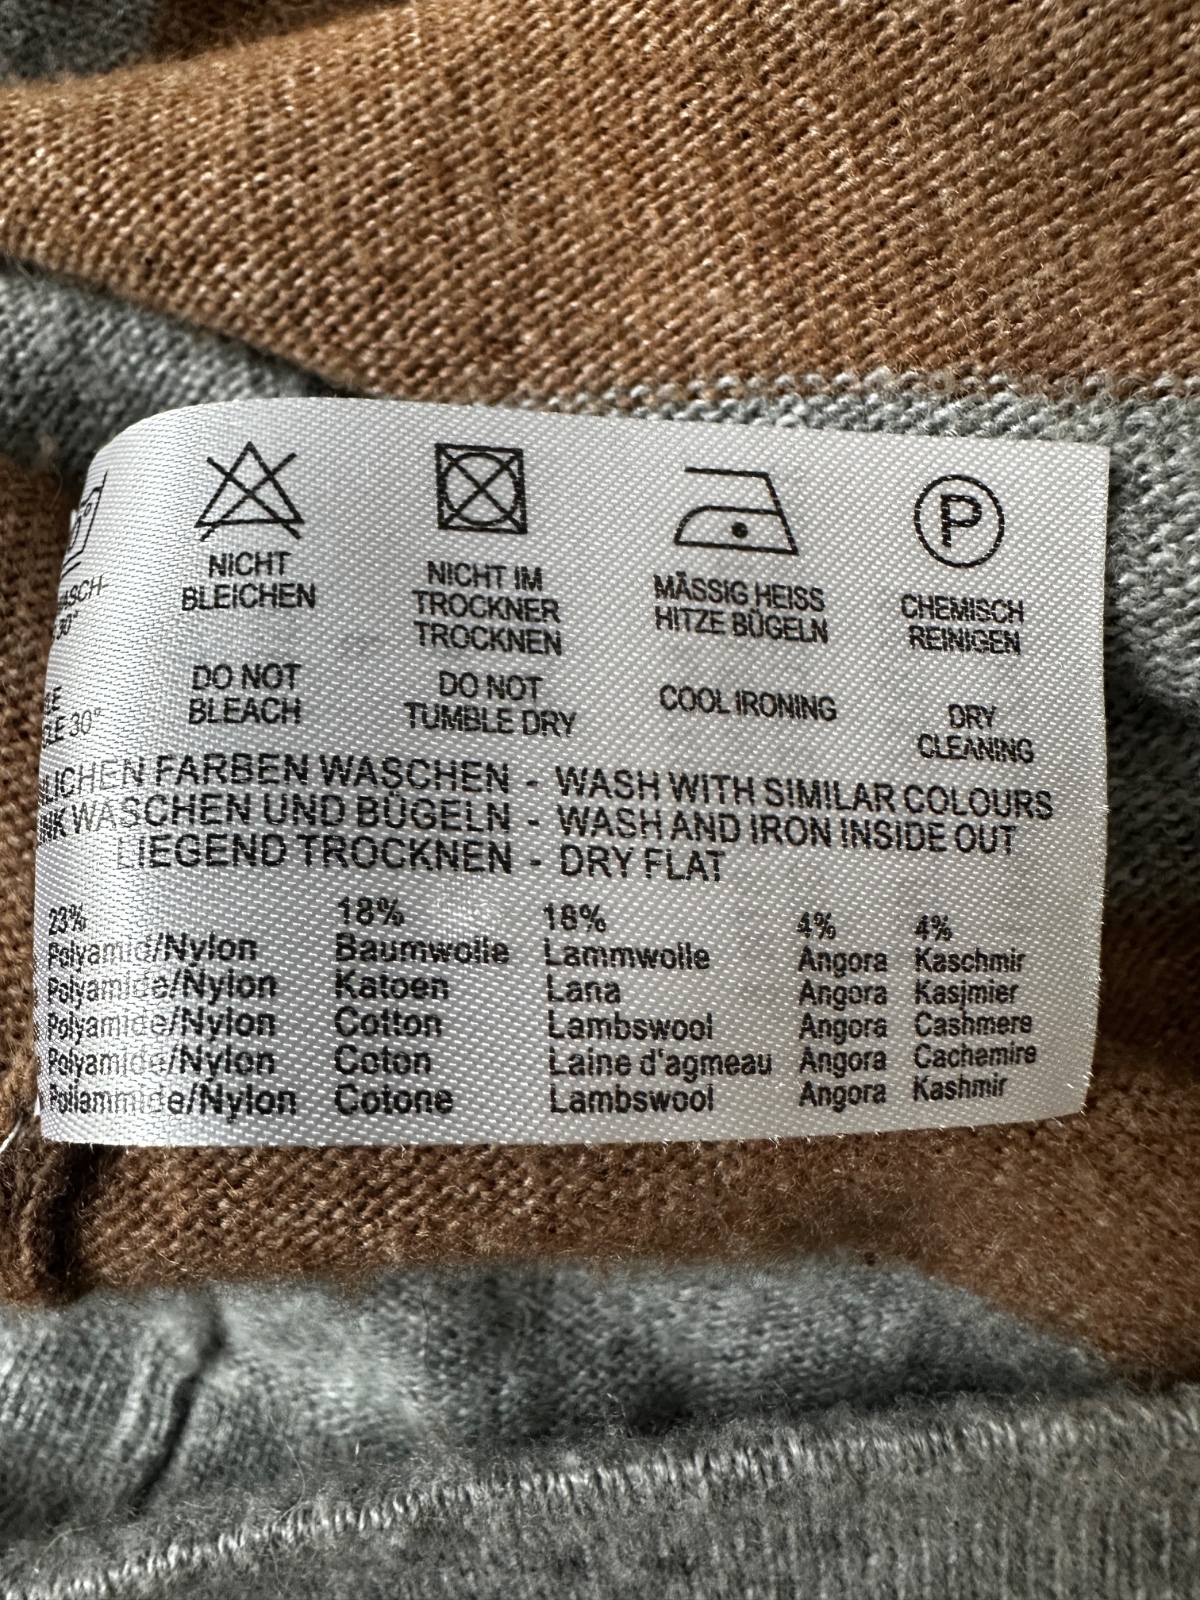 30°
NICHT
BLEICHEN
NICHT IM
TROCKNER
TROCKNEN
MÄSSIG HEISS
HITZE BÜGELN
P
CHEMISCH
REINIGEN
30°
DO NOT
BLEACH
DO NOT
TUMBLE DRY
COOL IRONING
DRY
CLEANING
FARBEN WASCHEN - WASH WITH SIMILAR COLOURS
WASCHEN UND BÜGELN - WASH AND IRON INSIDE OUT
LIEGEND TROCKNEN - DRY FLAT
23% 18% 18% 4% 4%
Polyamid/Nylon Baumwolle Lammwolle Angora Kaschmir
Polyamide/Nylon Katoen Lana Angora Kasjmier
Polyamide/Nylon Cotton Lambswool Angora Cashmere
Polyamide/Nylon Coton Laine d'agmeau Angora Cachemire
Poliammide/Nylon Cotone Lambswool Angora Kashmir